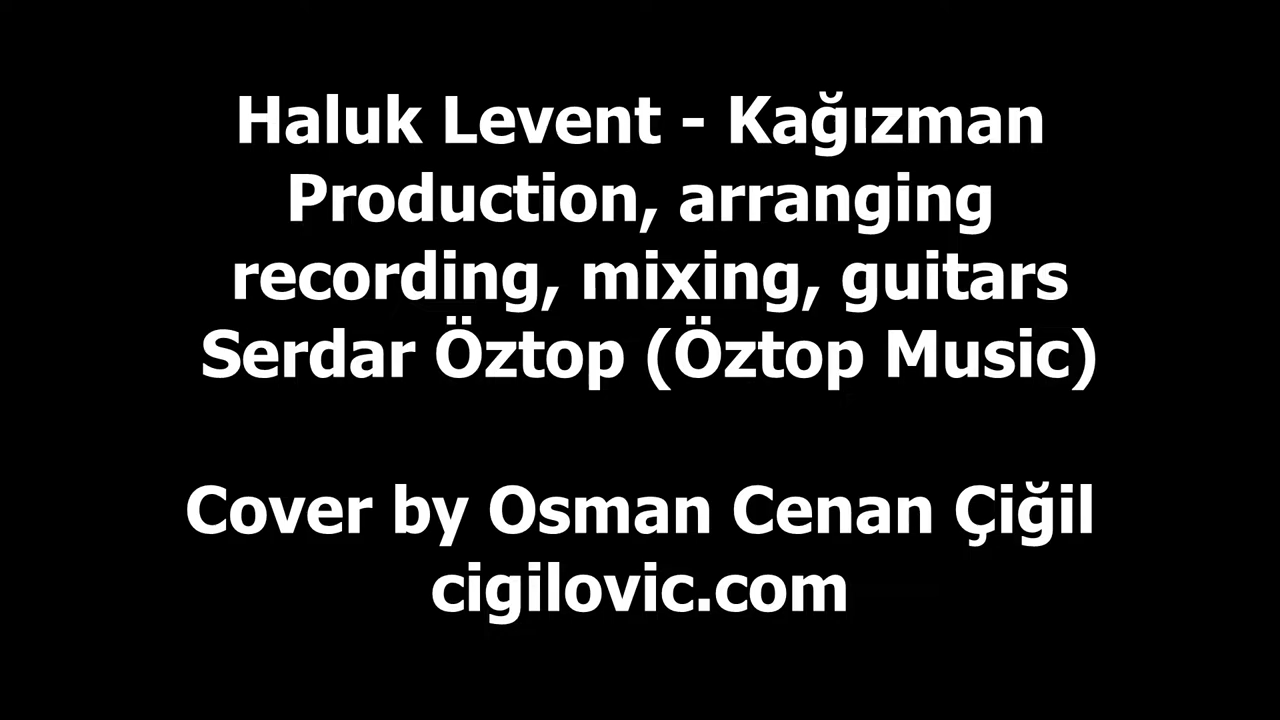 Haluk Levent - Kağızman
Production, arranging
recording, mixing, guitars
Serdar Öztop (Öztop Music)
Cover by Osman Cenan Çiğil
cigilovic.com